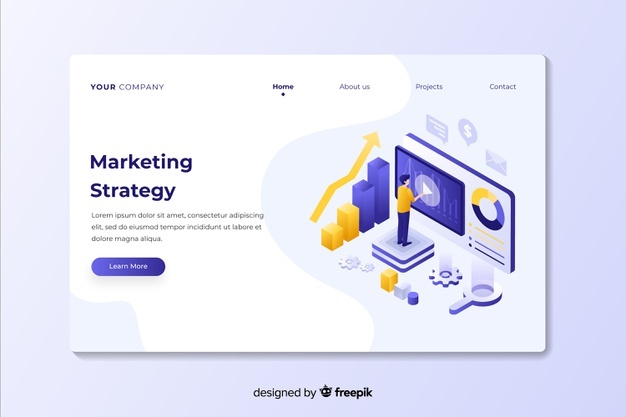 YOUR COMPANY
Home
About us
Projects
Contact
Marketing
Strategy
Lorem ipsum dolor sit amet, consectetur adipiscing
elit, sed do eiusmod tempor incididunt ut labore et
dolore magna aliqua.
Learn More
$
designed by freepik